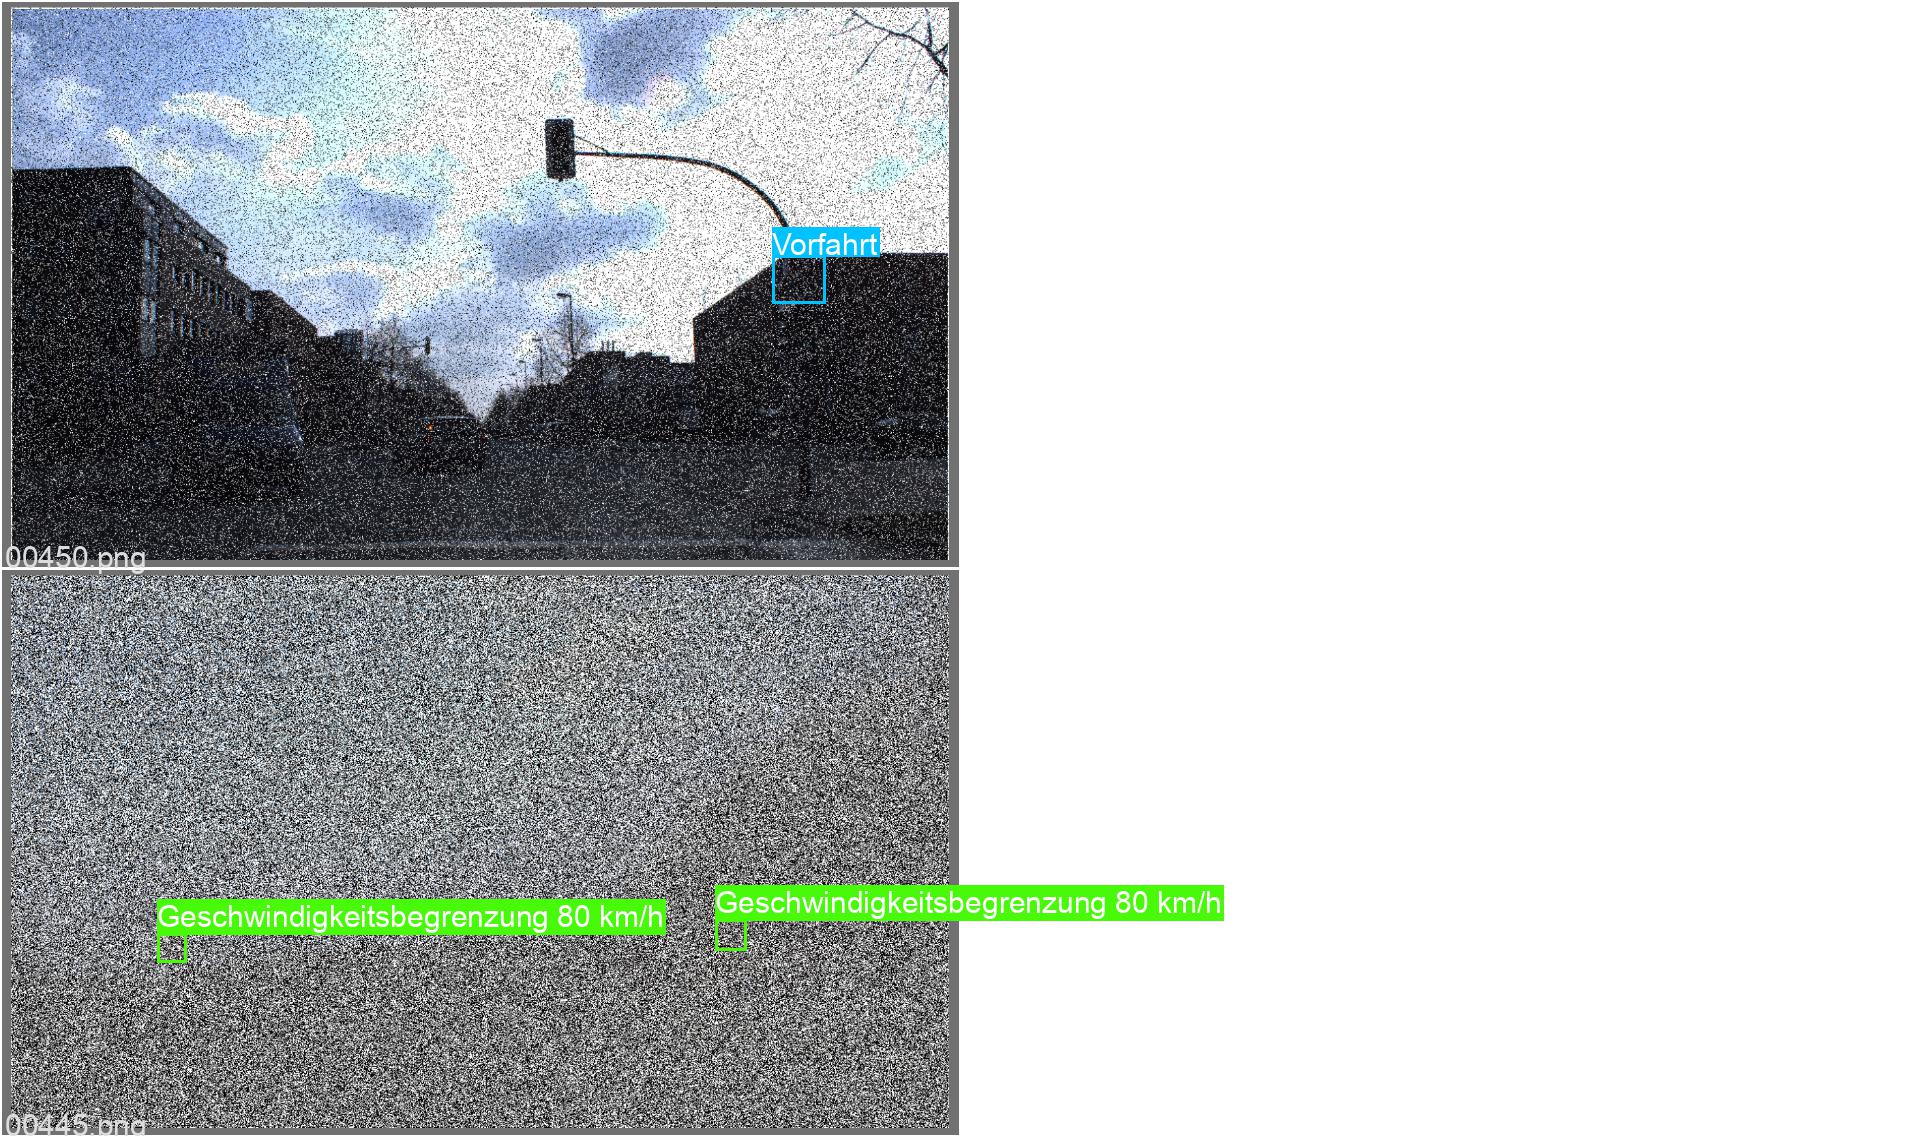 Vorfahrt
00450.png
Geschwindigkeitsbegrenzung 80 km/h
Geschwindigkeitsbegrenzung 80 km/h
00445.png